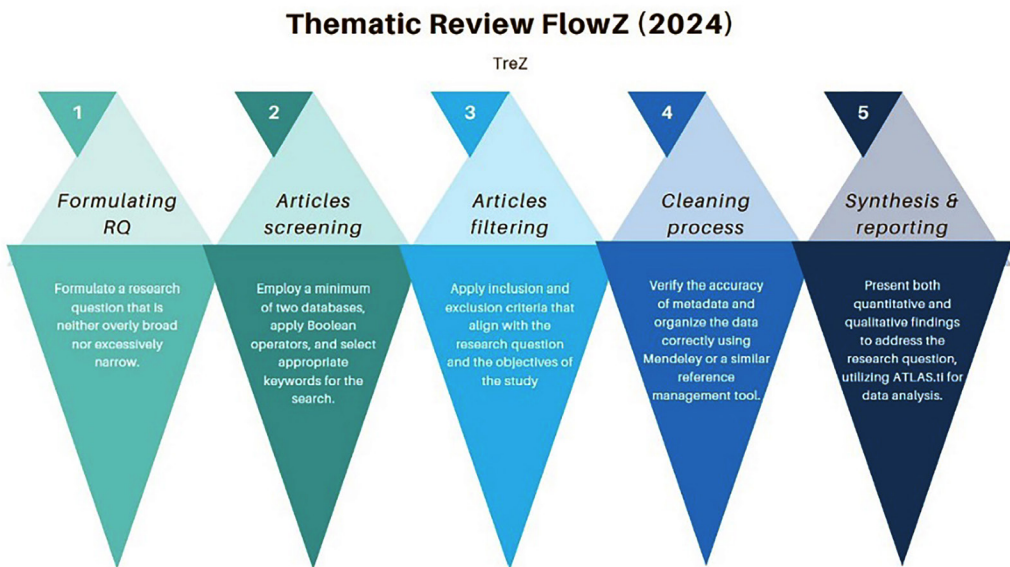 Thematic Review FlowZ (2024)
TreZ
1
Formulating
RQ
Formulate a research
question that is
neither overly broad
nor excessively
narrow.
2
Articles
screening
Employ a minimum
of two databases,
apply Boolean
operators, and select
appropriate
keywords for the
search.
3
Articles
filtering
Apply inclusion and
exclusion criteria that
align with the
research question
and the objectives of
the study
4
Cleaning
process
Verify the accuracy
of metadata and
organize the data
correctly using
Mendeley or a similar
reference
management tool.
5
Synthesis &
reporting
Present both
quantitative and
qualitative findings
to address the
research question,
utilizing ATLAS.ti for
data analysis.